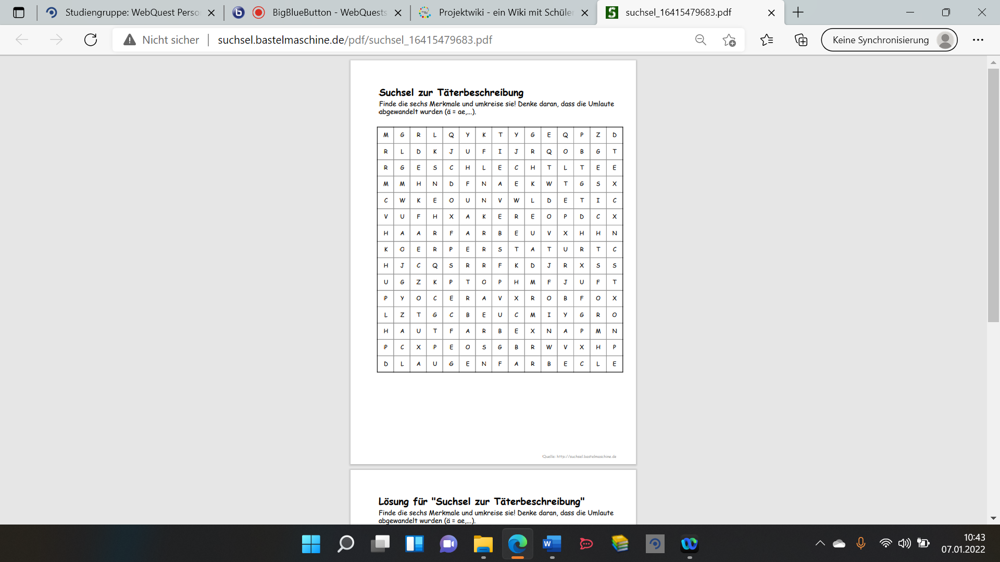 Studiengruppe: WebQuest Perso
BigBlueButton - WebQuests
Projektwiki - ein Wiki mit Schüler
suchsel_16415479683.pdf
Nicht sicher
suchsel.bastelmaschine.de/pdf/suchsel_16415479683.pdf
Keine Synchronisierung
Suchsel zur Täterbeschreibung
Finde die sechs Merkmale und umkreise sie! Denke daran, dass die Umlaute
abgewandelt wurden (ä = ae,...).
M G R L Q Y K T Y G E Q P Z D
R L D K J U F I J R Q O B G T
R G E S C H L E C H T L T E E
M M H N D F N A E K W T G S X
C W K E O U N V W L D E T I C
V U F H X A K E R E O P D C X
H A A R F A R B E U V X H H N
K O E R P E R S T A T U R T C
H J C Q S R R F K D J R X S S
U G Z K P T O P H M F J U F T
P Y O C E R A V X R O B F O X
L Z T G C B E U C M I Y G R O
H A U T F A R B E X N A P M N
P C X P E O S G B R W V X H P
D L A U G E N F A R B E C L E
Quelle: http://suchsel.bastelmaschine.de
Lösung für "Suchsel zur Täterbeschreibung"
Finde die sechs Merkmale und umkreise sie! Denke daran, dass die Umlaute
abgewandelt wurden (ä = ae,...).
10:43
07.01.2022